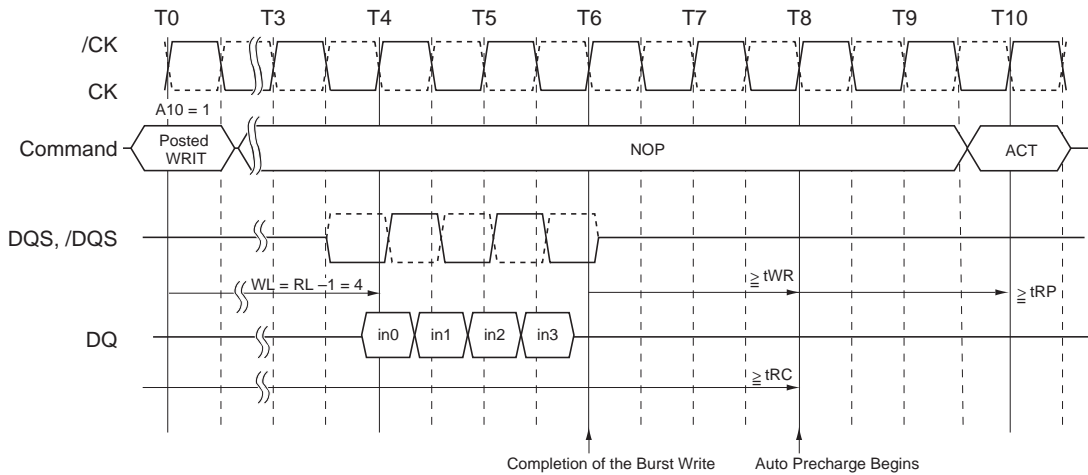 T0 T3 T4 T5 T6 T7 T8 T9 T10
/CK
CK
A10 = 1
Command Posted WRIT NOP ACT
DQS, /DQS
WL = RL –1 = 4 ≧ tWR ≧ tRP
DQ in0 in1 in2 in3
≧ tRC
Completion of the Burst Write Auto Precharge Begins